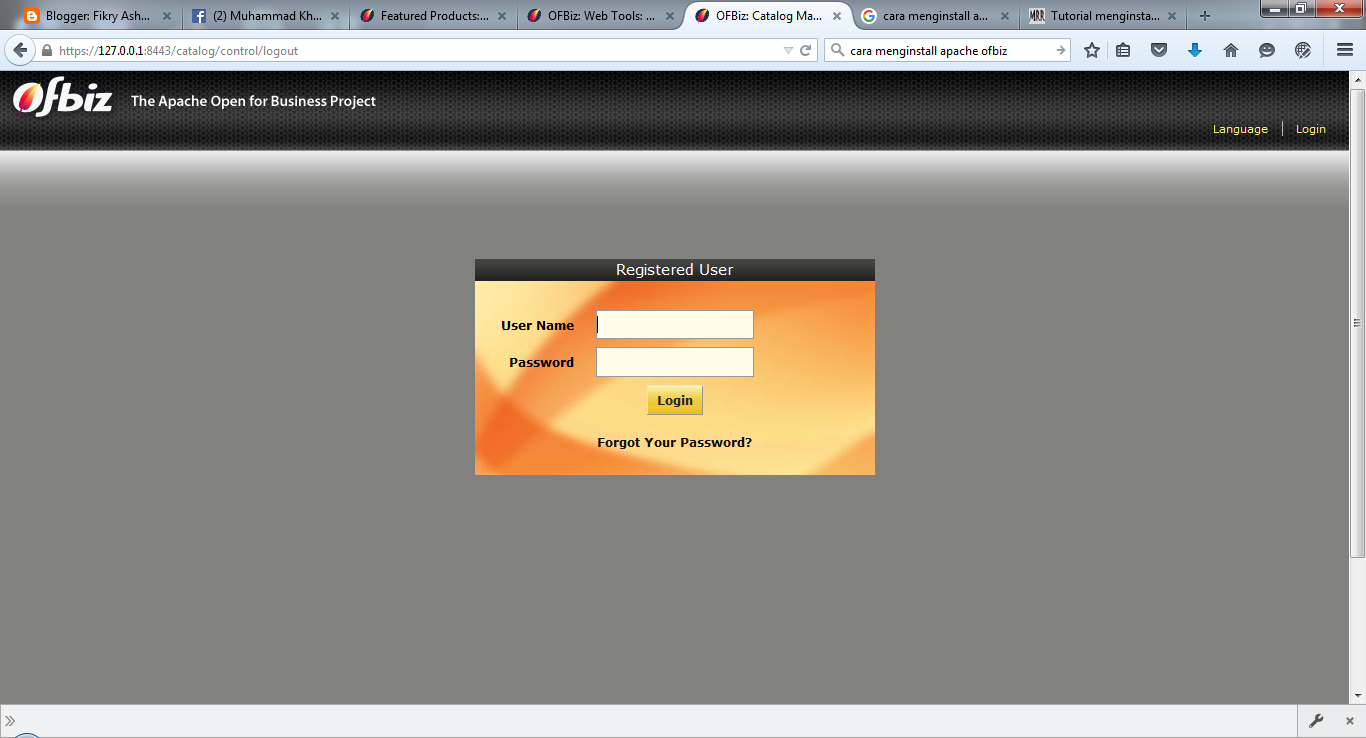 Blogger: Fikry Ash...
(2) Muhammad Kh...
Featured Products:...
OFBiz: Web Tools: ...
OFBiz: Catalog Ma...
cara menginstall a...
MRR Tutorial menginsta...
https://127.0.0.1:8443/catalog/control/logout
cara menginstall apache ofbiz
Ofbiz The Apache Open for Business Project
Language Login
Registered User
User Name
Password
Login
Forgot Your Password?